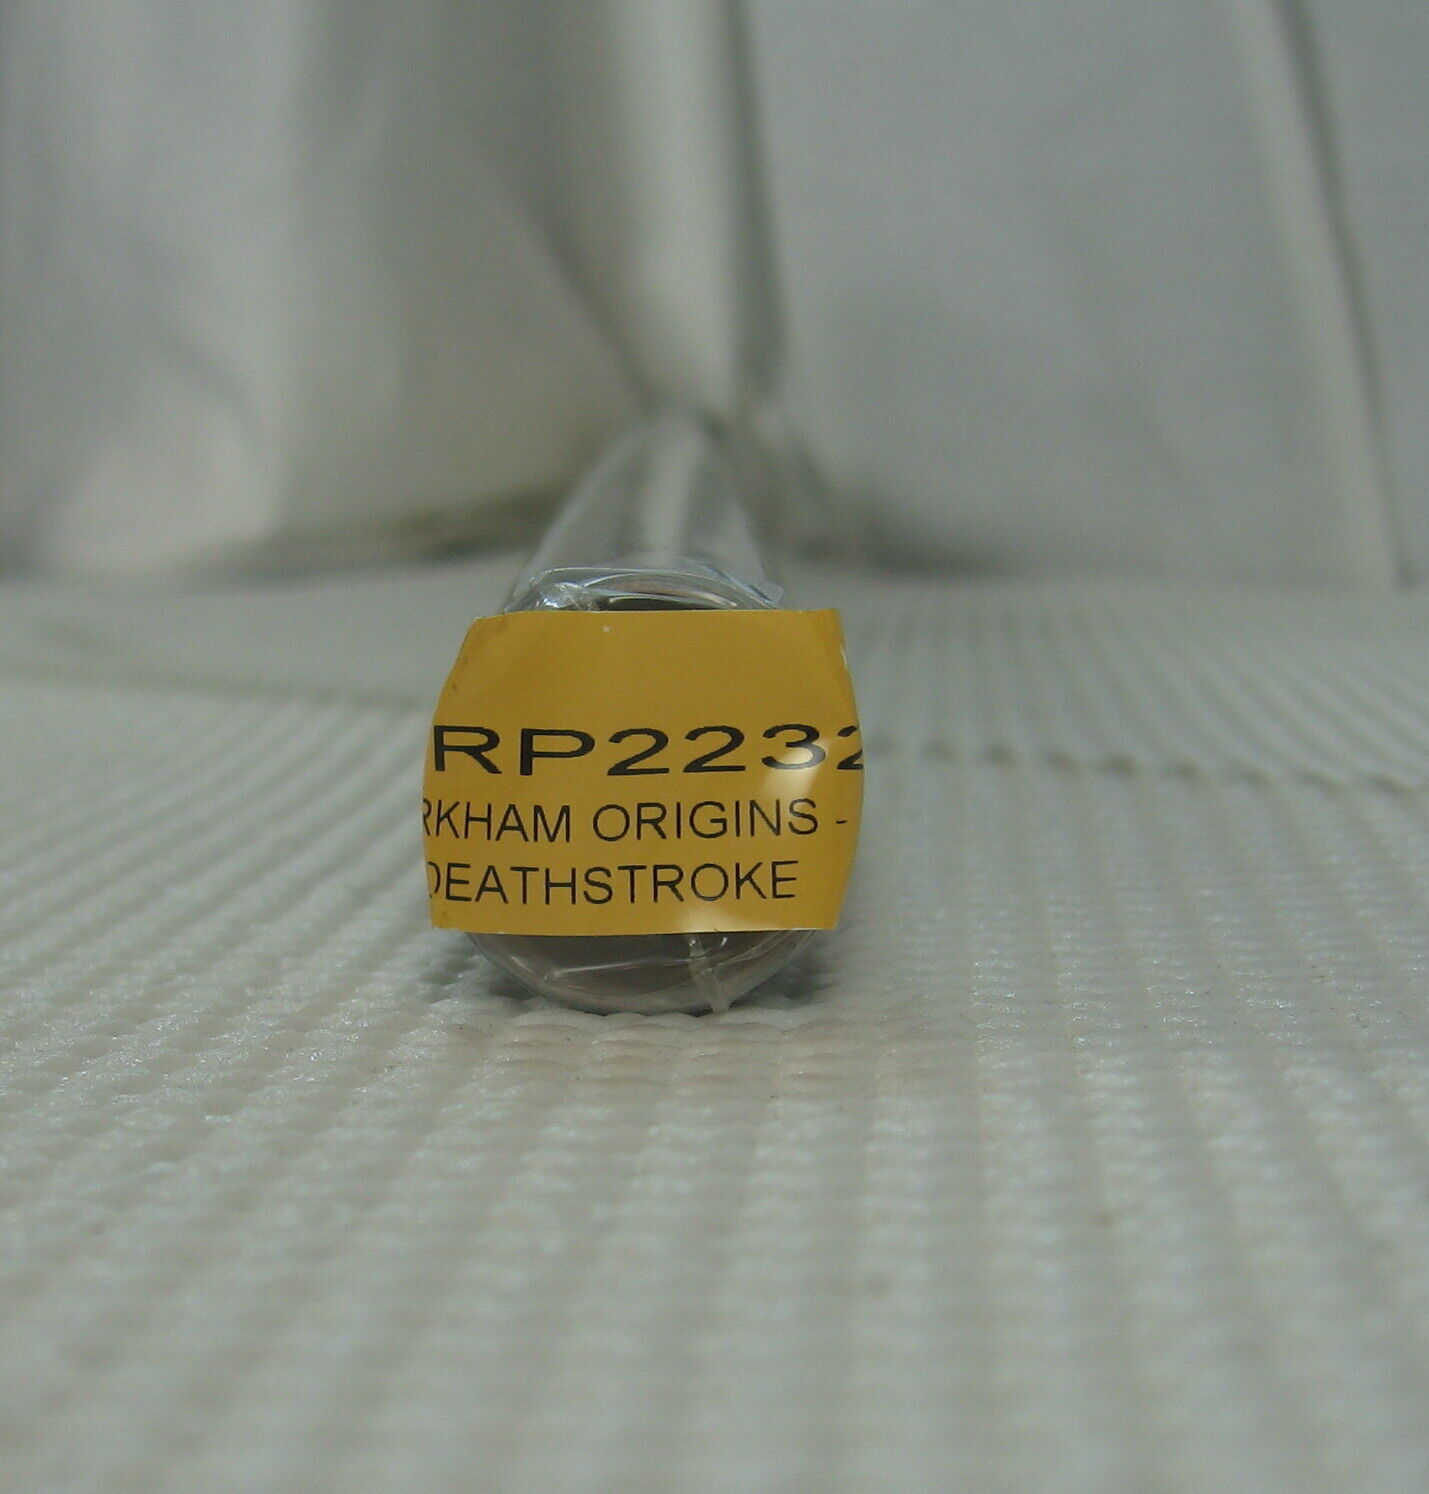 RP2232
RKHAM ORIGINS -
DEATHSTROKE